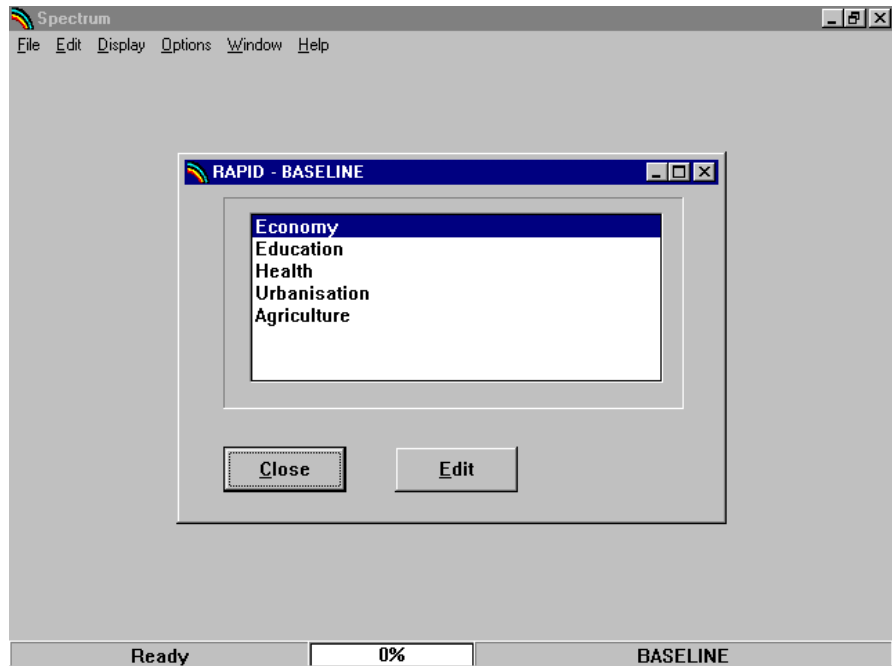 Spectrum
File Edit Display Options Window Help
RAPID - BASELINE
Economy
Education
Health
Urbanisation
Agriculture
Close Edit
Ready 0% BASELINE